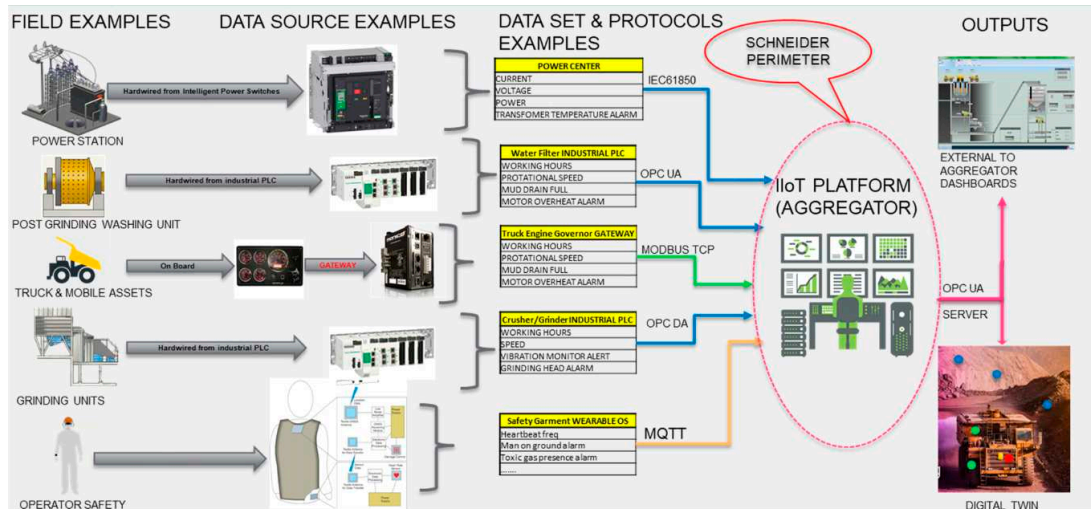 FIELD EXAMPLES
DATA SOURCE EXAMPLES
DATA SET & PROTOCOLS
EXAMPLES
OUTPUTS
SCHNEIDER
PERIMETER
Hardwired from Intelligent Power Switches
POWER STATION
POWER CENTER
CURRENT
VOLTAGE
POWER
TRANSFOMER TEMPERATURE ALARM
IEC61850
Hardwired from industrial PLC
POST GRINDING WASHING UNIT
Water Filter INDUSTRIAL PLC
WORKING HOURS
PROTATIONAL SPEED
MUD DRAIN FULL
MOTOR OVERHEAT ALARM
OPC UA
On Board
GATEWAY
TRUCK & MOBILE ASSETS
Truck Engine Governor GATEWAY
WORKING HOURS
PROTATIONAL SPEED
MUD DRAIN FULL
MOTOR OVERHEAT ALARM
MODBUS TCP
Hardwired from industrial PLC
GRINDING UNITS
Crusher/Grinder INDUSTRIAL PLC
WORKING HOURS
SPEED
VIBRATION MONITOR ALERT
GRINDING HEAD ALARM
OPC DA
OPERATOR SAFETY
Safety Garment WEARABLE OS
Heartbeat freq
Man on ground alarm
Toxic gas presence alarm
.......
MQTT
IIoT PLATFORM
(AGGREGATOR)
OPC UA
SERVER
EXTERNAL TO
AGGREGATOR
DASHBOARDS
DIGITAL TWIN